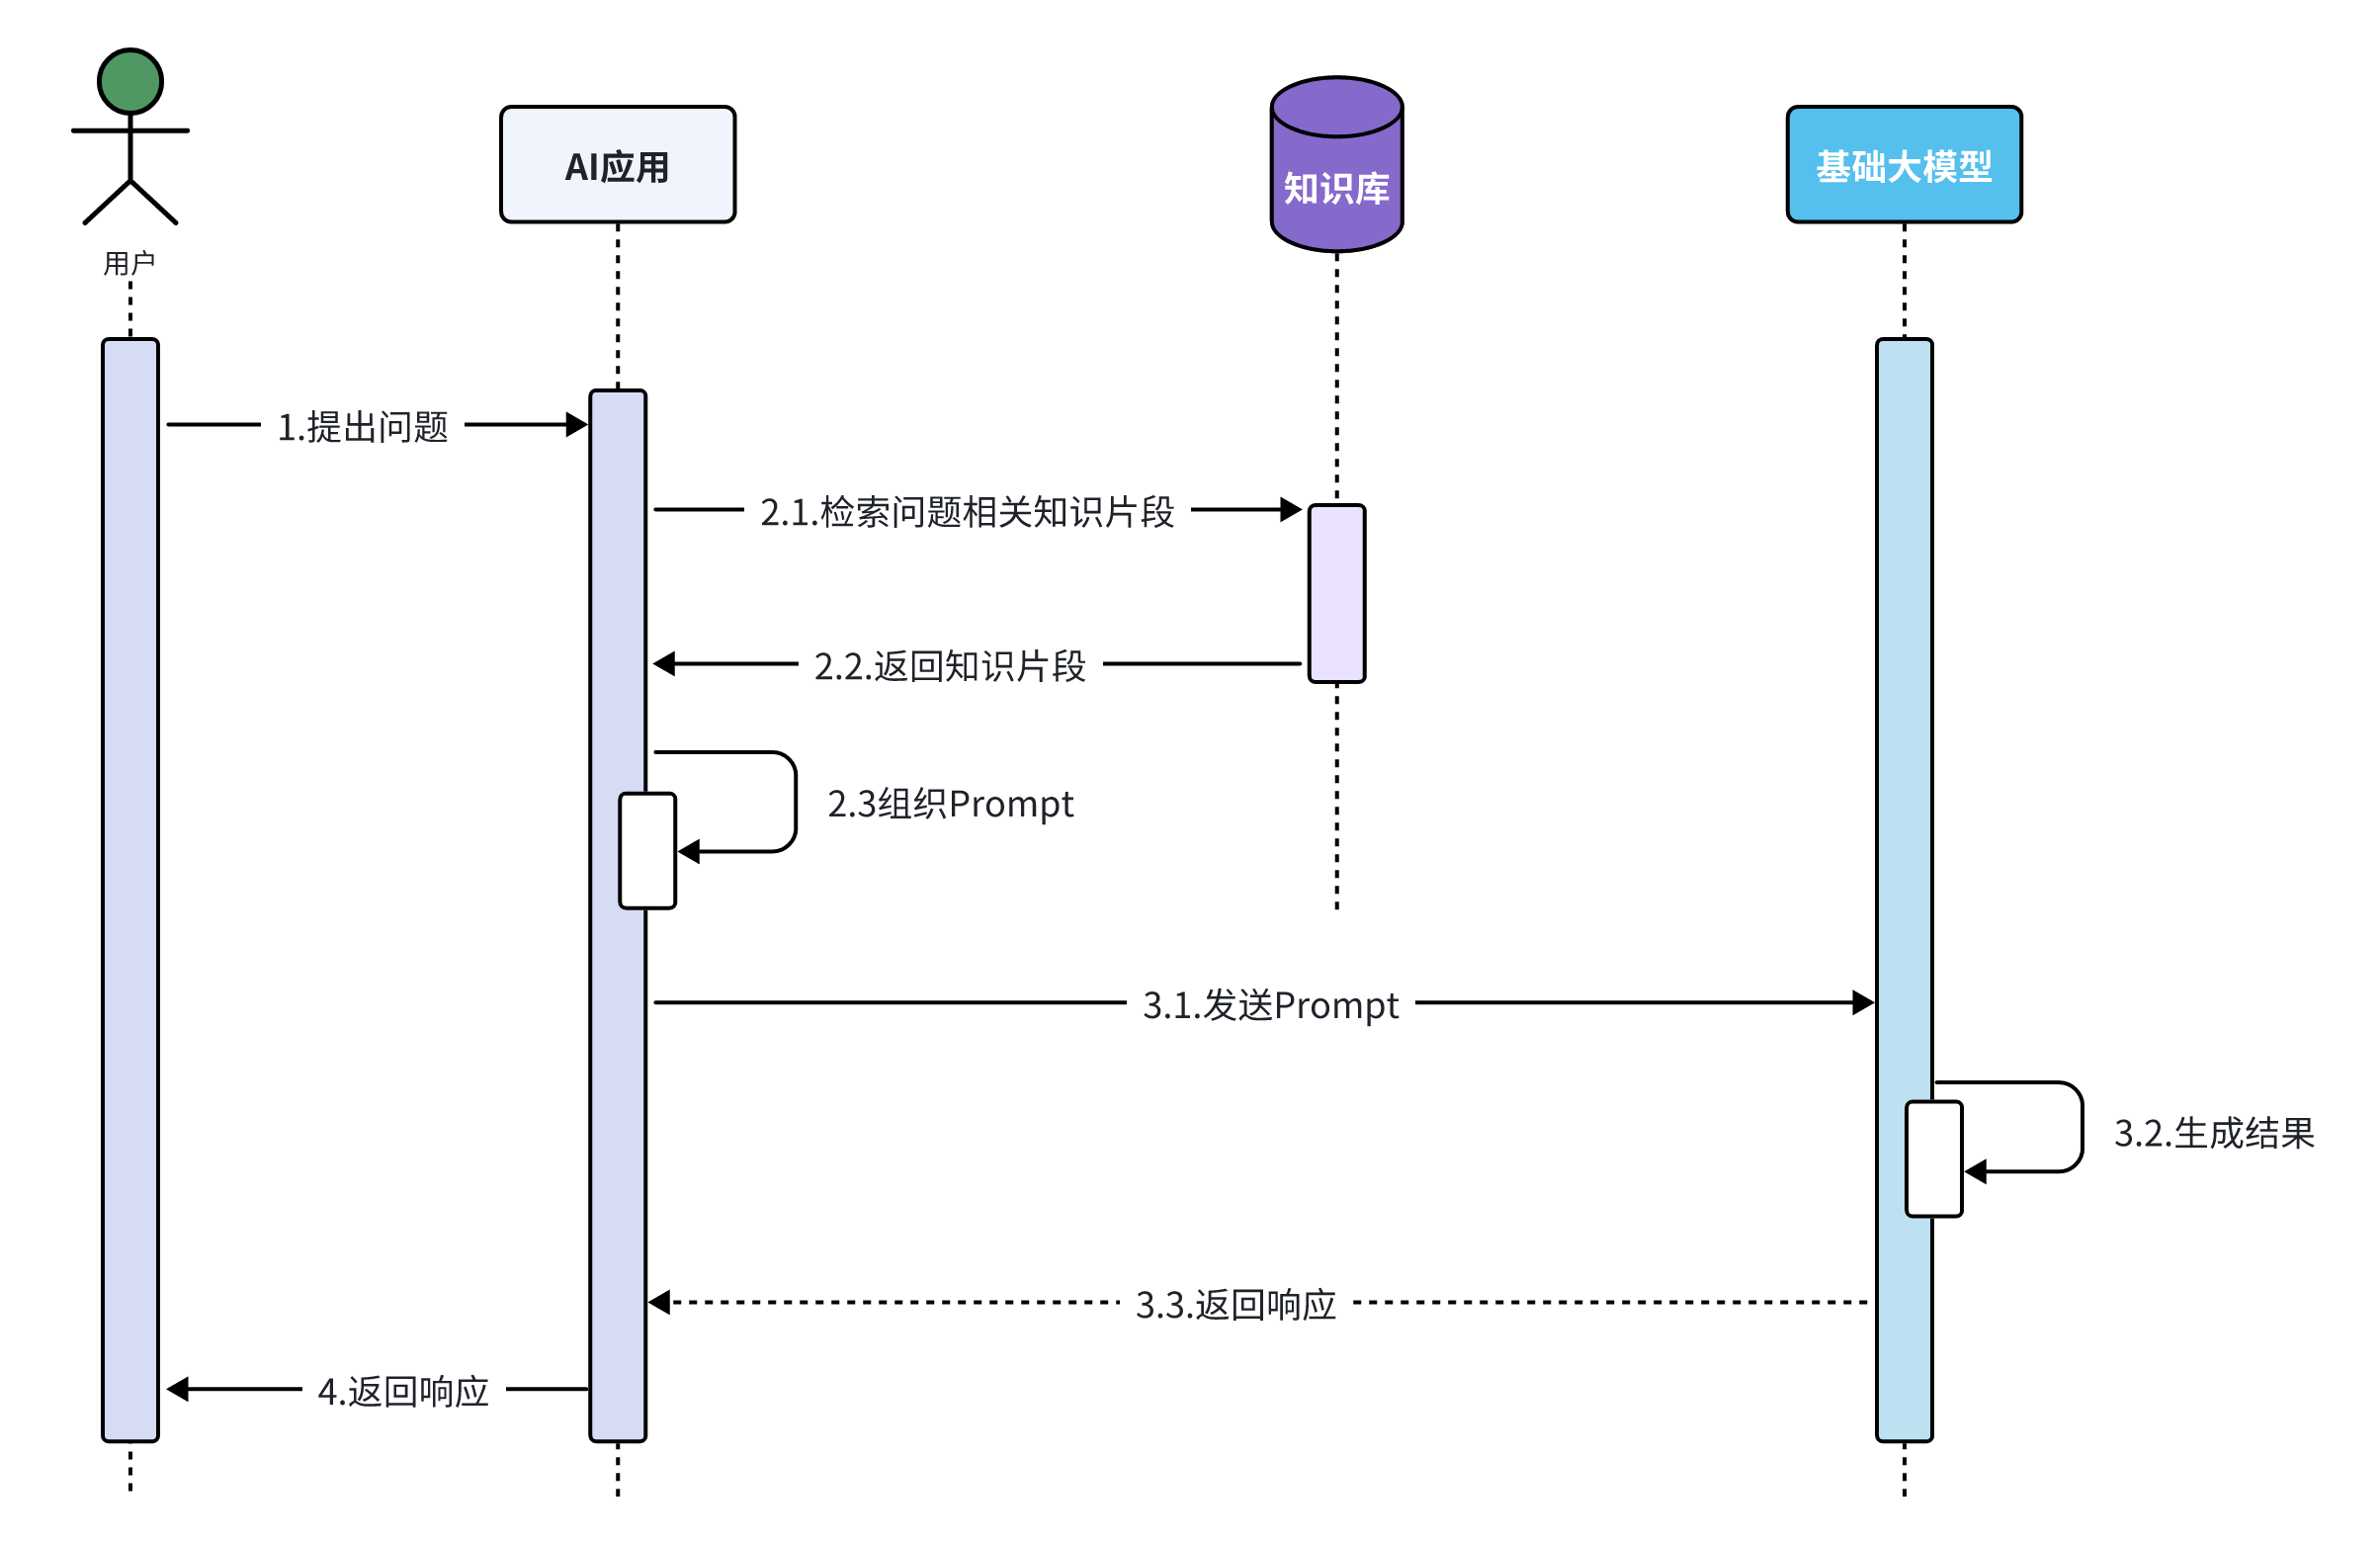 AI应用
知识库
基础大模型
用户
1.提出问题
2.1.检索问题相关知识片段
2.2.返回知识片段
2.3组织Prompt
3.1.发送Prompt
3.2.生成结果
3.3.返回响应
4.返回响应